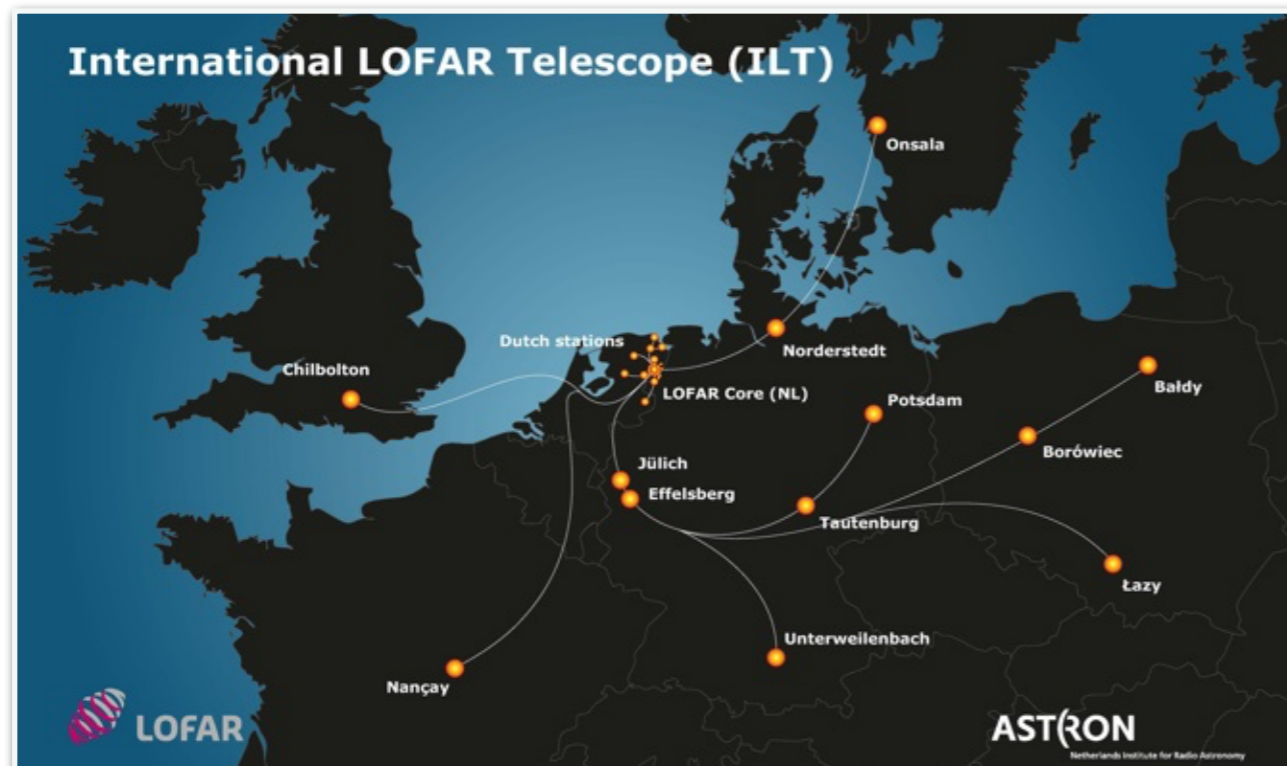 International LOFAR Telescope (ILT)
Onsala
Dutch stations
Norderstedt
Chilbolton
LOFAR Core (NL)
Bałdy
Potsdam
Borówiec
Jülich
Effelsberg
Tautenburg
Łazy
Unterweilenbach
Nançay
LOFAR
ASTRON
Netherlands Institute for Radio Astronomy